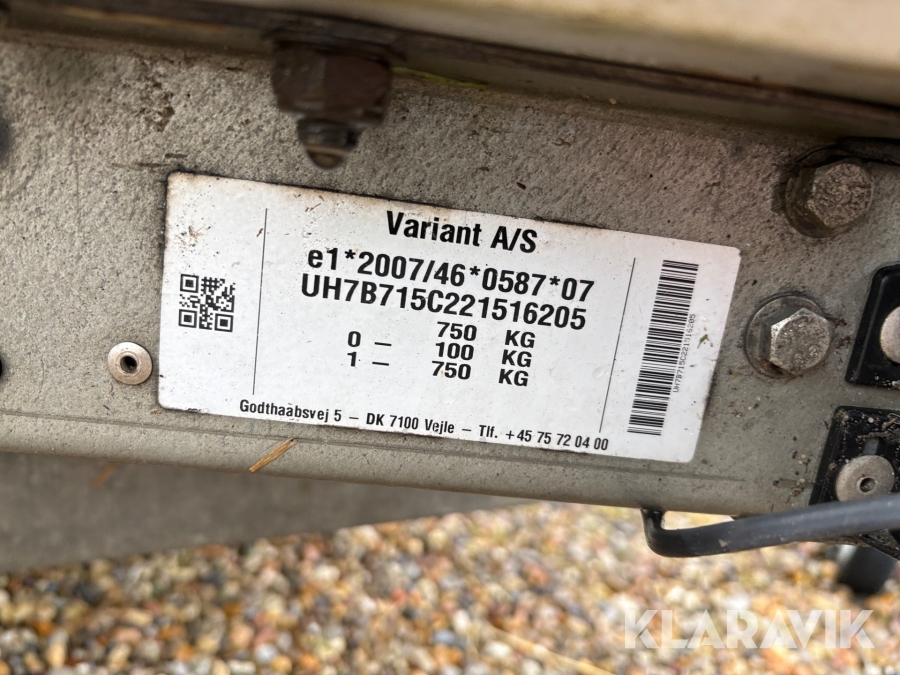 Variant A/S
e1*2007/46*0587*07
UH7B715C221516205
750 KG
0 – 100 KG
1 – 750 KG
Godthaabsvej 5 – DK 7100 Vejle – Tlf. +45 75 72 04 00
UH7B715C221516205
KLARAVIK